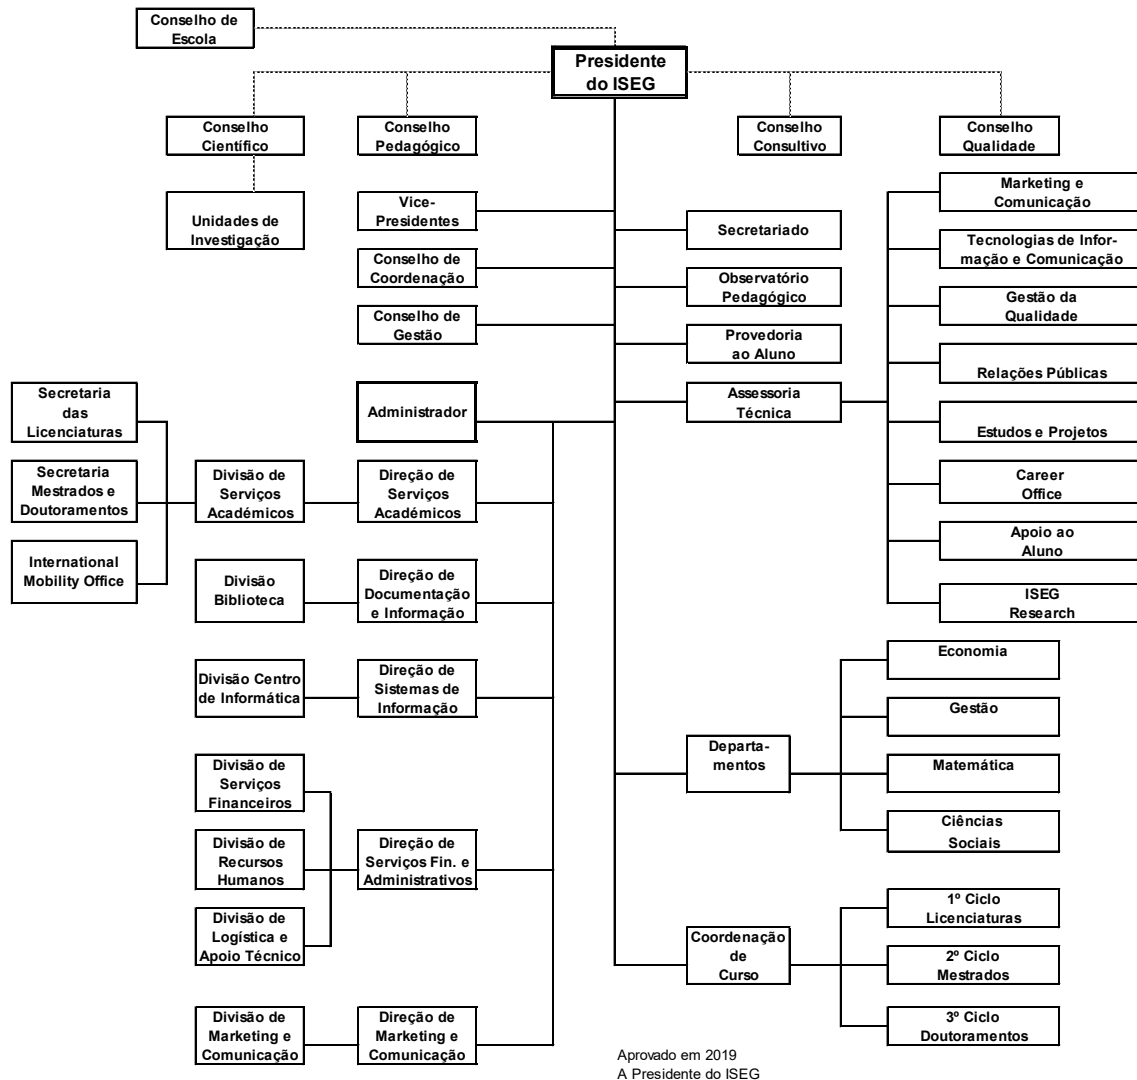 Conselho de
Escola
Presidente
do ISEG
Conselho
Científico
Conselho
Pedagógico
Conselho
Consultivo
Conselho
Qualidade
Unidades de
Investigação
Vice-
Presidentes
Conselho de
Coordenação
Conselho de
Gestão
Secretariado
Observatório
Pedagógico
Provedoria
ao Aluno
Assessoria
Técnica
Marketing e
Comunicação
Tecnologias de Infor-
mação e Comunicação
Gestão da
Qualidade
Relações Públicas
Estudos e Projetos
Career
Office
Apoio ao
Aluno
ISEG
Research
Administrador
Secretaria
das
Licenciaturas
Secretaria
Mestrados e
Doutoramentos
International
Mobility Office
Divisão de
Serviços
Académicos
Direção de
Serviços
Académicos
Divisão
Biblioteca
Direção de
Documentação
e Informação
Divisão Centro
de Informática
Direção de
Sistemas de
Informação
Divisão de
Serviços
Financeiros
Divisão de
Recursos
Humanos
Divisão de
Logística e
Apoio Técnico
Direção de
Serviços Fin. e
Administrativos
Divisão de
Marketing e
Comunicação
Direção de
Marketing e
Comunicação
Departa-
mentos
Economia
Gestão
Matemática
Ciências
Sociais
Coordenação
de
Curso
1º Ciclo
Licenciaturas
2º Ciclo
Mestrados
3º Ciclo
Doutoramentos
Aprovado em 2019
A Presidente do ISEG